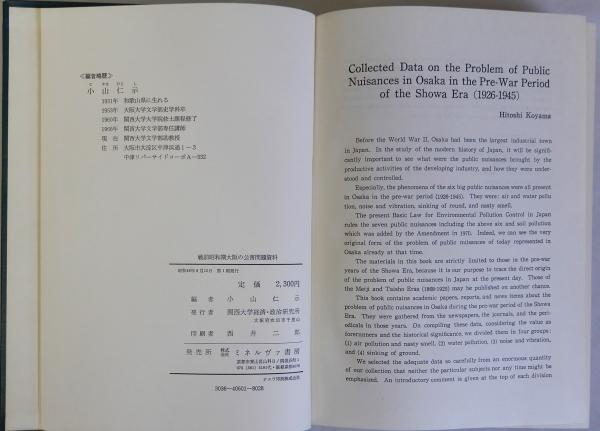 <編者略歴>
こ やま ひと し
小 山 仁 示
1931年 和歌山県に生れる
1953年 大阪大学文学部史学科卒
1960年 関西大学大学院修士課程修了
1966年 関西大学文学部専任講師
現 在 関西大学文学部助教授
住 所 大阪市大淀区中津浜通1-3
中津リバーサイドコーポA-532
戦前昭和期大阪の公害問題資料
昭和48年 第1刷発行
定 価 2,300円
編 者 小 山 仁 示
発行者 関西大学経済・政治研究所
大阪府吹田市千里山
印刷者 西 井 二 郎
発売所 株式会社 ミネルヴァ書房
3036-40601-8028
Collected Data on the Problem of Public
Nuisances in Osaka in the Pre-War Period
of the Showa Era (1926-1945)
Hitoshi Koyama
Before the World War II, Osaka had been the largest industrial town
in Japan. In the study of the modern history of Japan, it will be signifi-
cantly important to see what were the public nuisances brought by the
productive activities of the developing industry, and how they were under-
stood and controlled.
Especially, the phenomena of the six big public nuisances were all present
in Osaka in the pre-war period (1926-1945). They were: air and water pollu-
tion, noise and vibration, sinking of round, and nasty smell.
The present Basic Law for Environmental Pollution Control in Japan
rules the seven public nuisances including the above six and soil pollution
which was added by the Amendment in 1970. Indeed, we can see the very
original form of the problem of public nuisances of today represented in
Osaka already at that time.
The materials in this book are strictly limited to those in the pre-war
years of the Showa Era, because it is our purpose to trace the direct origin
of the problem of public nuisances in Japan at the present day. Those of
the Meiji and Taisho Eras (1868-1925) may be published on another chance.
This book contains academic papers, reports, and news items about the
problem of public nuisances in Osaka during the pre-war period of the Showa
Era. They were gathered from the newspapers, the journals, and the peri-
odicals in those years. On compiling these data, considering the value as
forerunners and the historical significance, we divided them in four groups:
(1) air pollution and nasty smell, (2) water pollution, (3) noise and vibration,
and (4) sinking of ground.
We selected the adequate data so carefully from an enormous quantity
of our collection that neither the particular subjects nor any time might be
emphasized. An introductory comment is given at the top of each division